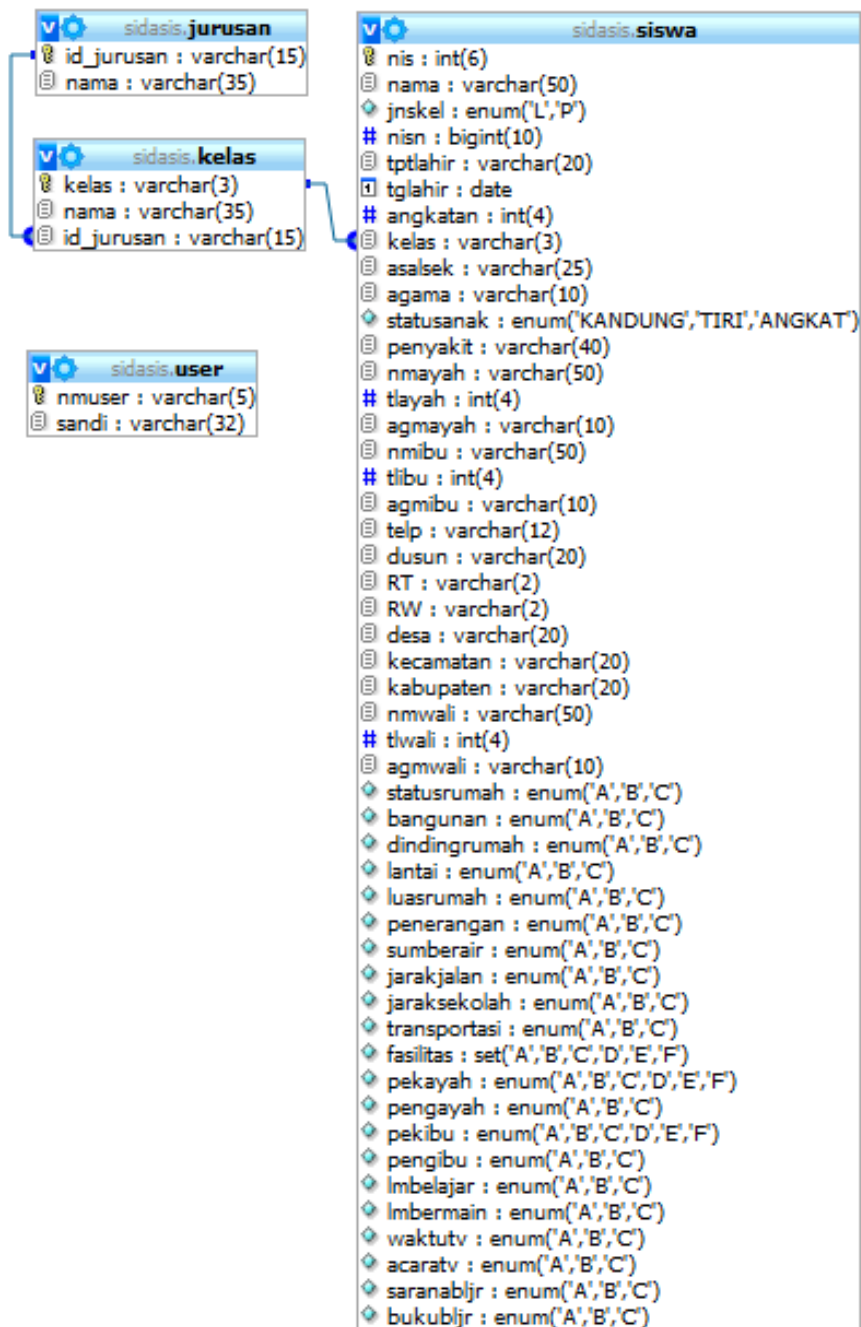 sidasis.jurusan
id_jurusan : varchar(15)
nama : varchar(35)
sidasis.kelas
kelas : varchar(3)
nama : varchar(35)
id_jurusan : varchar(15)
sidasis.user
nmuser : varchar(5)
sandi : varchar(32)
sidasis.siswa
nis : int(6)
nama : varchar(50)
jnskel : enum('L','P')
# nisn : bigint(10)
tptlahir : varchar(20)
tglahir : date
# angkatan : int(4)
kelas : varchar(3)
asalsek : varchar(25)
agama : varchar(10)
statusanak : enum('KANDUNG','TIRI','ANGKAT')
penyakit : varchar(40)
nmayah : varchar(50)
# tlayah : int(4)
agmayah : varchar(10)
nmibu : varchar(50)
# tlibu : int(4)
agmibu : varchar(10)
telp : varchar(12)
dusun : varchar(20)
RT : varchar(2)
RW : varchar(2)
desa : varchar(20)
kecamatan : varchar(20)
kabupaten : varchar(20)
nmwali : varchar(50)
# tlwali : int(4)
agmwali : varchar(10)
statusrumah : enum('A','B','C')
bangunan : enum('A','B','C')
dindingrumah : enum('A','B','C')
lantai : enum('A','B','C')
luasrumah : enum('A','B','C')
penerangan : enum('A','B','C')
sumberair : enum('A','B','C')
jarakjalan : enum('A','B','C')
jaraksekolah : enum('A','B','C')
transportasi : enum('A','B','C')
fasilitas : set('A','B','C','D','E','F')
pekayah : enum('A','B','C','D','E','F')
pengayah : enum('A','B','C')
pekibu : enum('A','B','C','D','E','F')
pengibu : enum('A','B','C')
lmbelajar : enum('A','B','C')
lmbermain : enum('A','B','C')
waktutv : enum('A','B','C')
acaratv : enum('A','B','C')
saranabljr : enum('A','B','C')
bukubljr : enum('A','B','C')